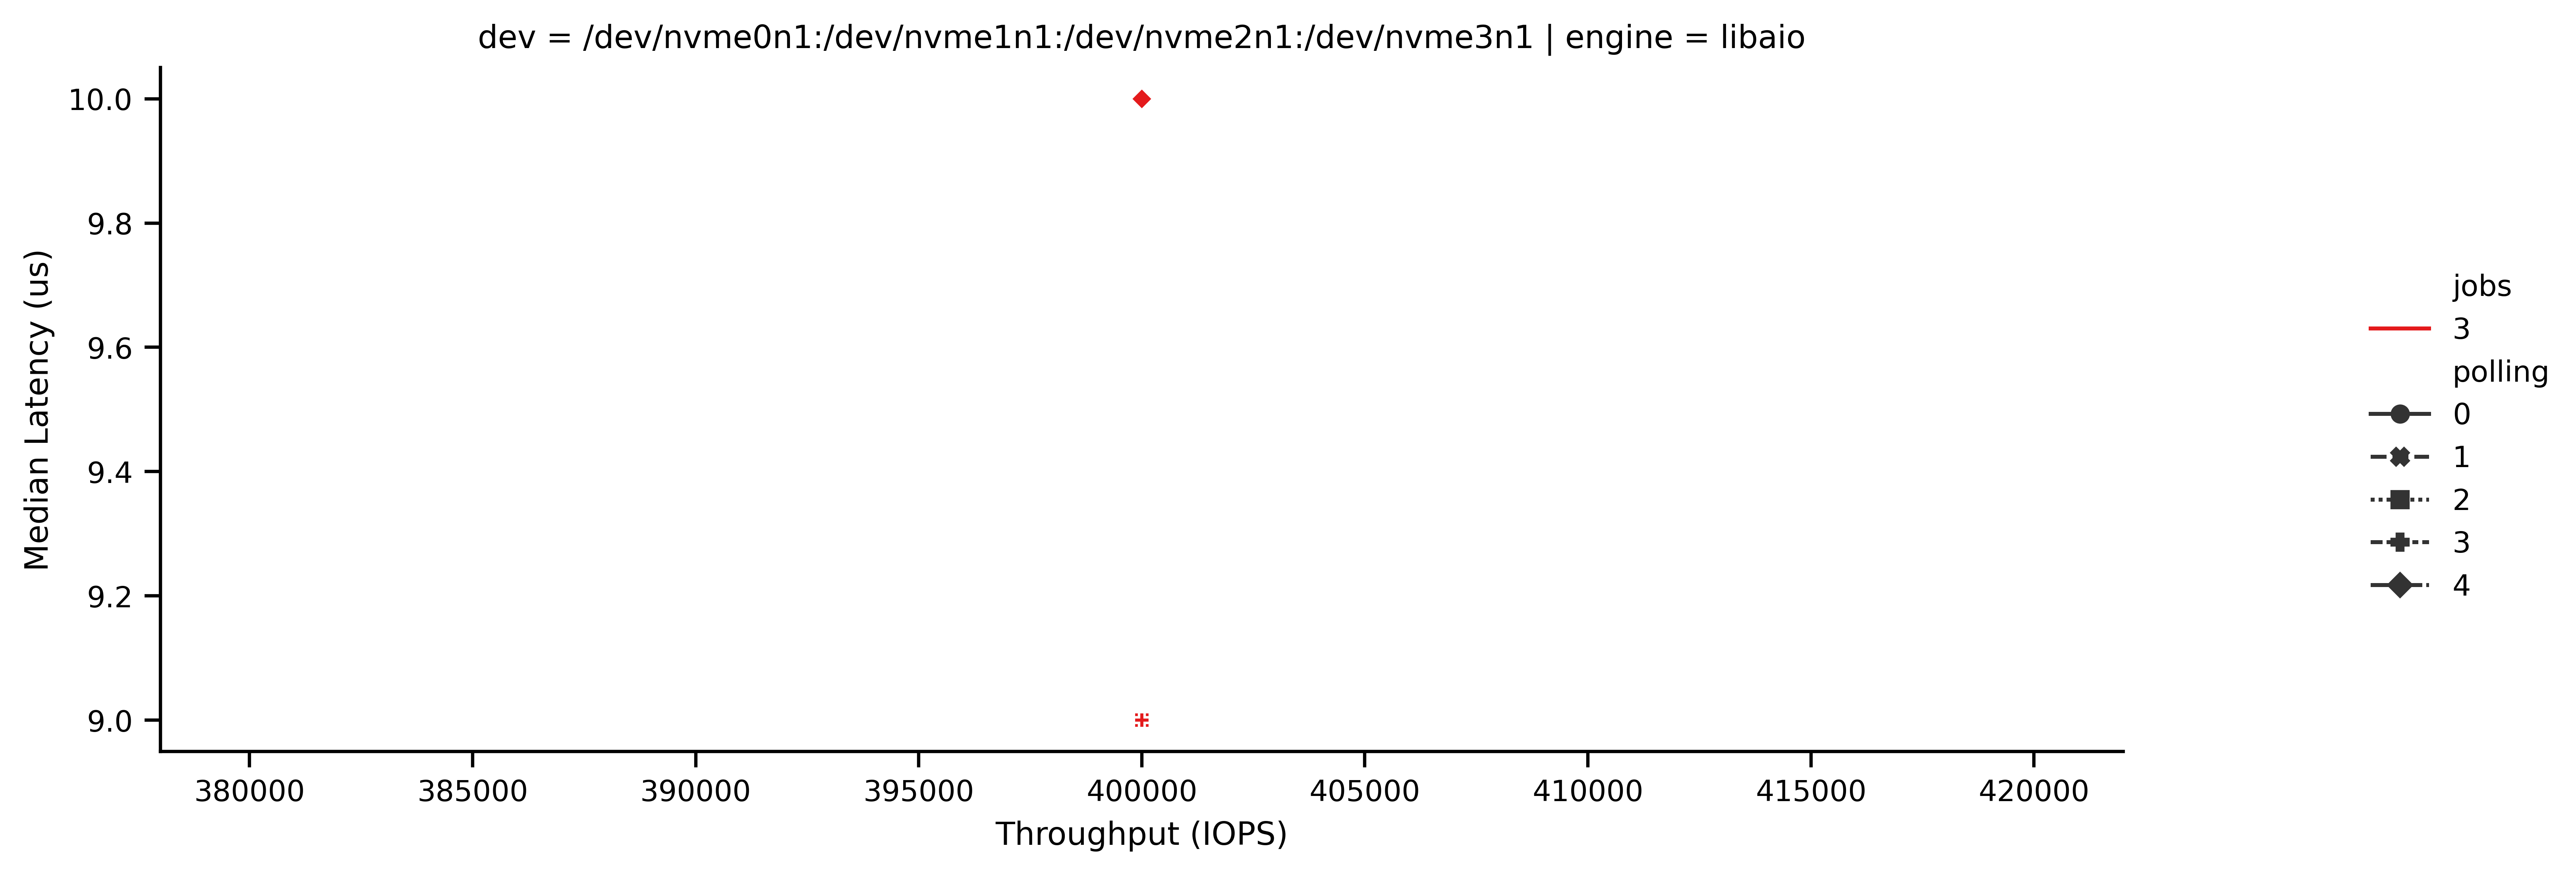 dev = /dev/nvme0n1:/dev/nvme1n1:/dev/nvme2n1:/dev/nvme3n1 | engine = libaio
10.0
9.8
9.6
9.4
9.2
9.0
Median Latency (us)
380000 385000 390000 395000 400000 405000 410000 415000 420000
Throughput (IOPS)
jobs
3
polling
0
1
2
3
4